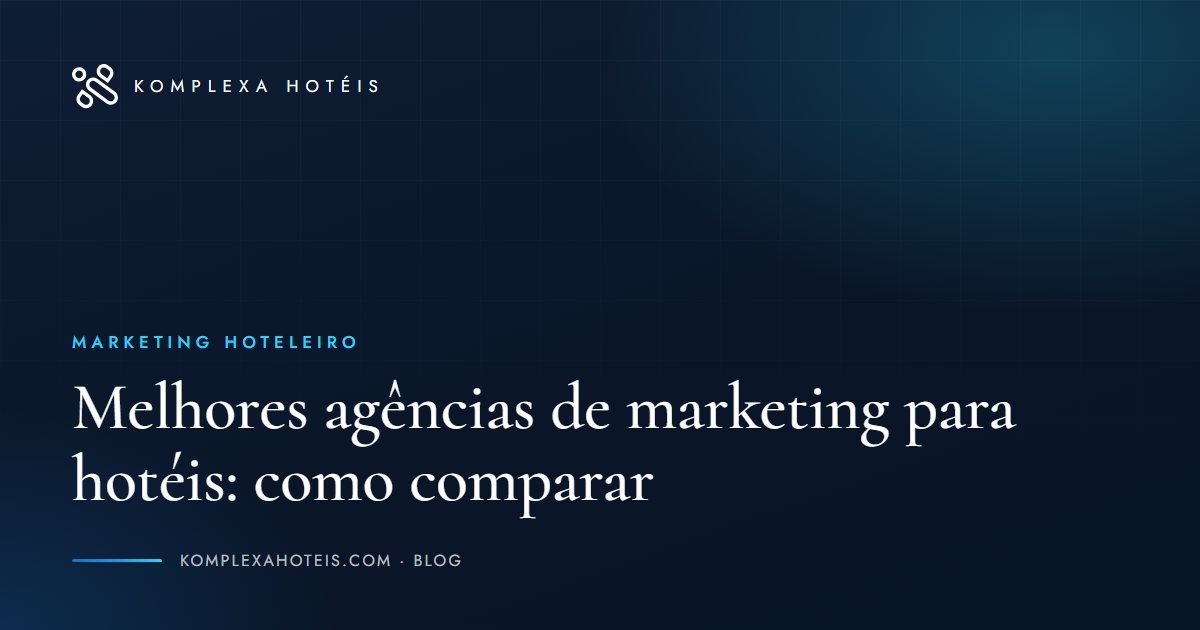 KOMPLEXA HOTÉIS
MARKETING HOTELEIRO
Melhores agências de marketing para
hotéis: como comparar
KOMPLEXAHOTEIS.COM · BLOG